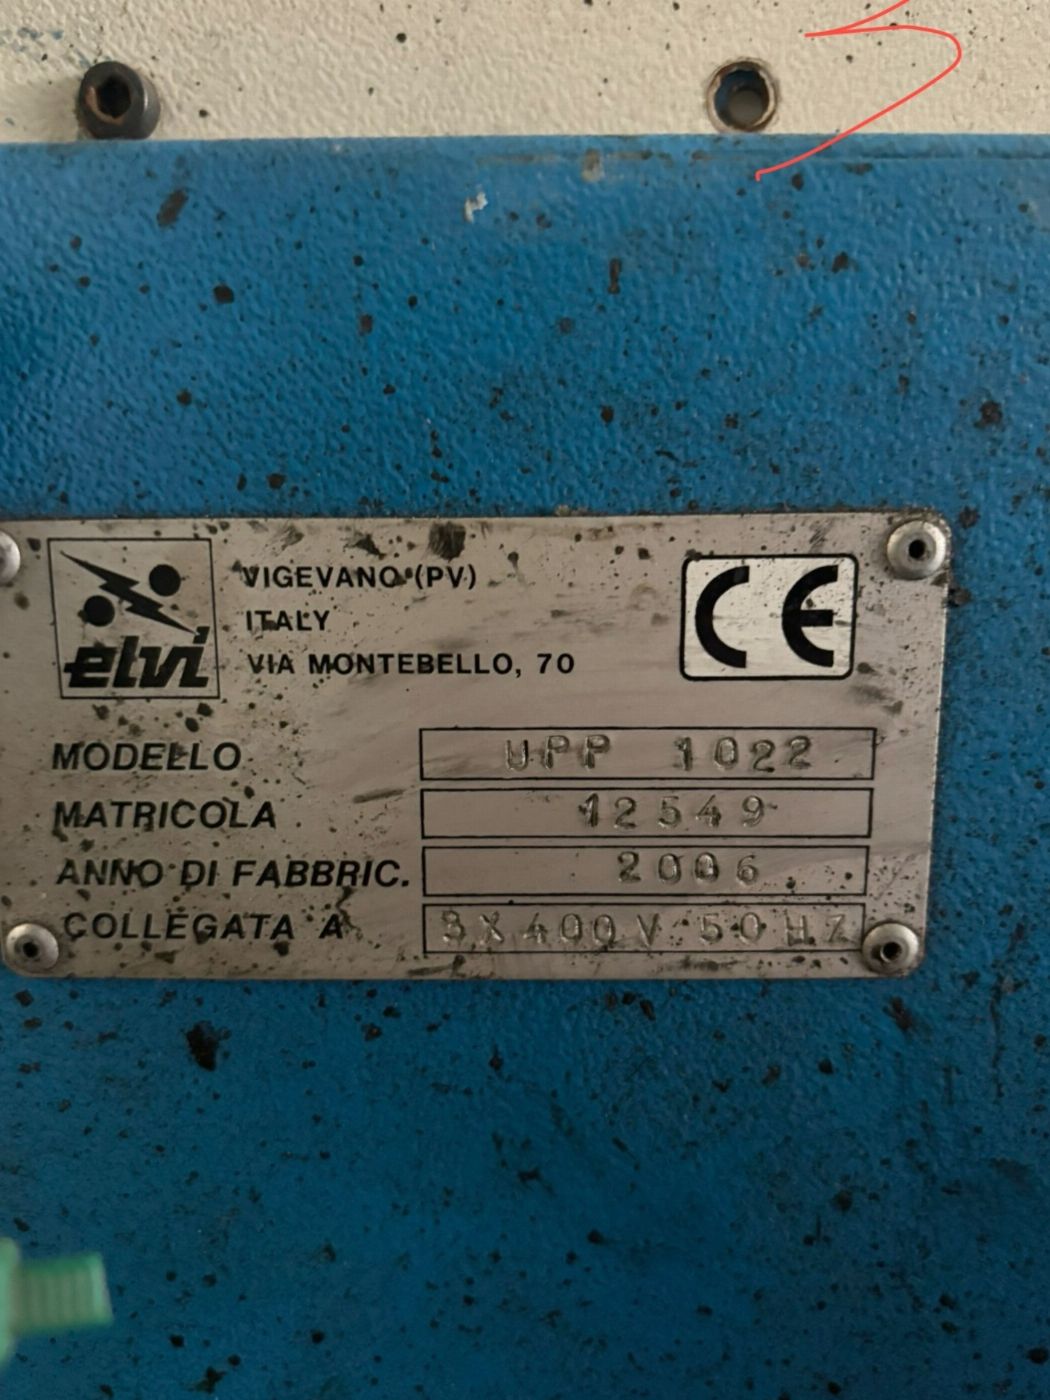 elvi
VIGEVANO (PV)
ITALY
VIA MONTEBELLO, 70
CE
MODELLO UPP 1022
MATRICOLA 12549
ANNO DI FABBRIC. 2006
COLLEGATA A 3X400V 50HZ